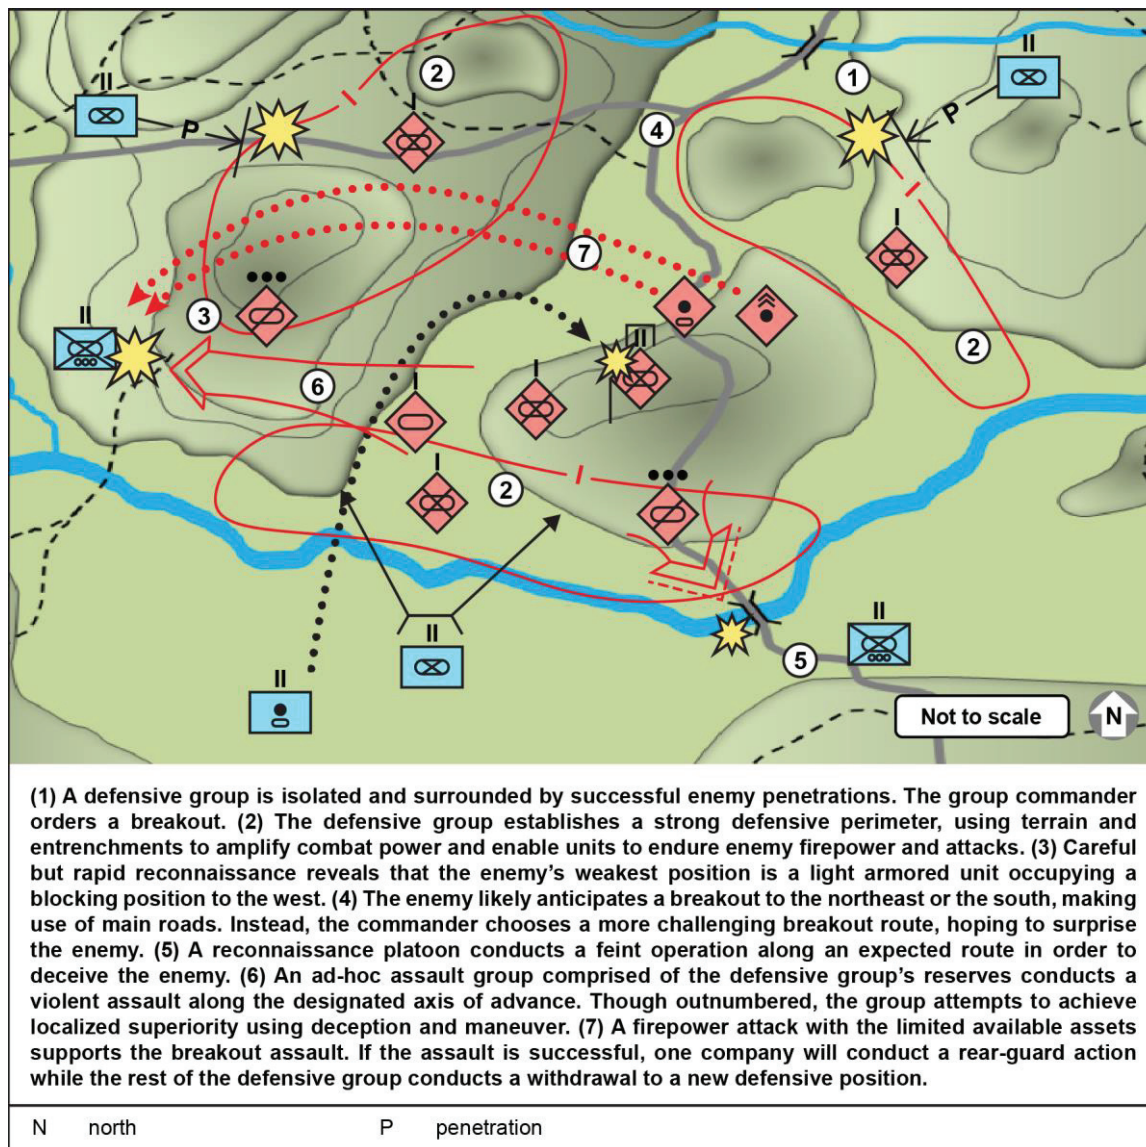 II
P
2
I
1
II
4
I
7
3
II
2
II
6
I
I
I
2
II
5
II
II
Not to scale
N
(1) A defensive group is isolated and surrounded by successful enemy penetrations. The group commander
orders a breakout. (2) The defensive group establishes a strong defensive perimeter, using terrain and
entrenchments to amplify combat power and enable units to endure enemy firepower and attacks. (3) Careful
but rapid reconnaissance reveals that the enemy's weakest position is a light armored unit occupying a
blocking position to the west. (4) The enemy likely anticipates a breakout to the northeast or the south, making
use of main roads. Instead, the commander chooses a more challenging breakout route, hoping to surprise
the enemy. (5) A reconnaissance platoon conducts a feint operation along an expected route in order to
deceive the enemy. (6) An ad-hoc assault group comprised of the defensive group's reserves conducts a
violent assault along the designated axis of advance. Though outnumbered, the group attempts to achieve
localized superiority using deception and maneuver. (7) A firepower attack with the limited available assets
supports the breakout assault. If the assault is successful, one company will conduct a rear-guard action
while the rest of the defensive group conducts a withdrawal to a new defensive position.
N north P penetration